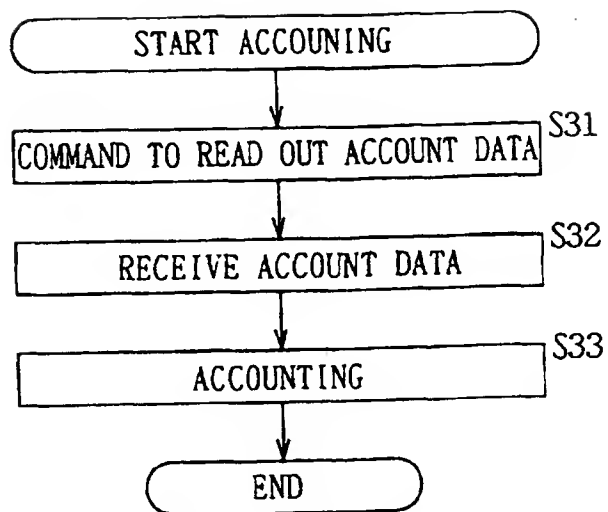 START ACCOUNING
S31
COMMAND TO READ OUT ACCOUNT DATA
S32
RECEIVE ACCOUNT DATA
S33
ACCOUNTING
END